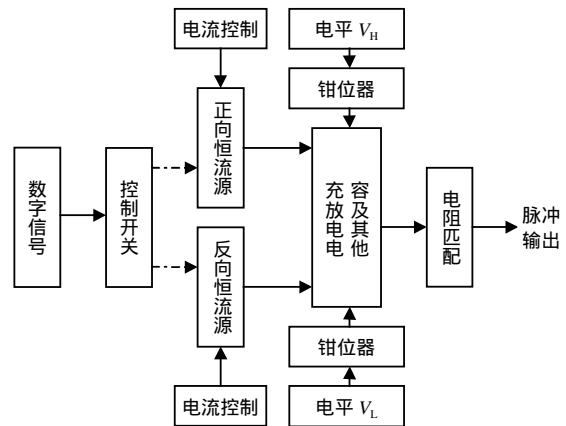 电流控制
电平 V_H
钳位器
正向恒流源
数字信号
控制开关
充放电电
容及其他
电阻匹配
脉冲
输出
反向恒流源
钳位器
电流控制
电平 V_L